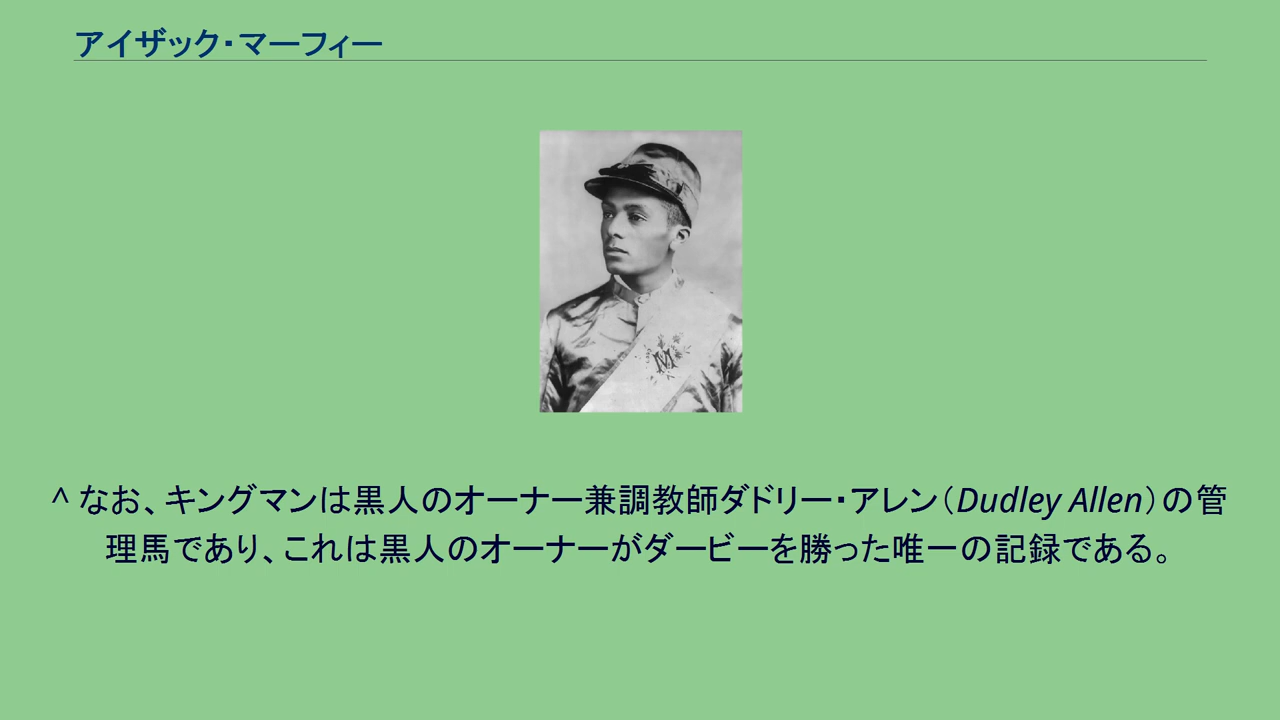 アイザック・マーフィー
M
^ なお、キングマンは黒人のオーナー兼調教師ダドリー・アレン（Dudley Allen）の管
理馬であり、これは黒人のオーナーがダービーを勝った唯一の記録である。